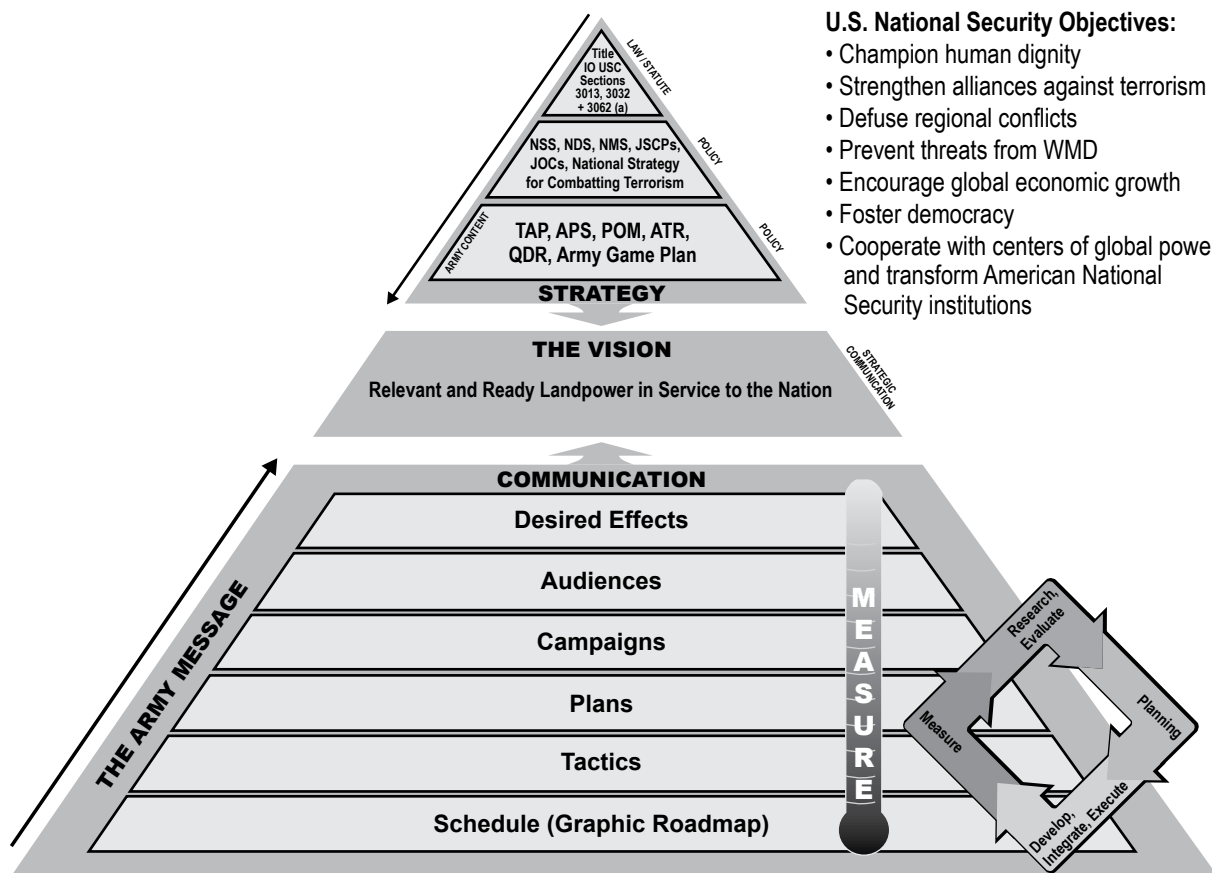 U.S. National Security Objectives:
• Champion human dignity
• Strengthen alliances against terrorism
• Defuse regional conflicts
• Prevent threats from WMD
• Encourage global economic growth
• Foster democracy
• Cooperate with centers of global powe
and transform American National
Security institutions
Title
IO USC
Sections
3013, 3032
+ 3062 (a)
LAW / STATUTE
NSS, NDS, NMS, JSCPs,
JOCs, National Strategy
for Combatting Terrorism
POLICY
ARMY CONTENT
TAP, APS, POM, ATR,
QDR, Army Game Plan
POLICY
STRATEGY
THE VISION
Relevant and Ready Landpower in Service to the Nation
STRATEGIC
COMMUNICATION
COMMUNICATION
THE ARMY MESSAGE
Desired Effects
Audiences
Campaigns
Plans
Tactics
Schedule (Graphic Roadmap)
MEASURE
Research,
Evaluate
Planning
Develop,
Integrate, Execute
Measure